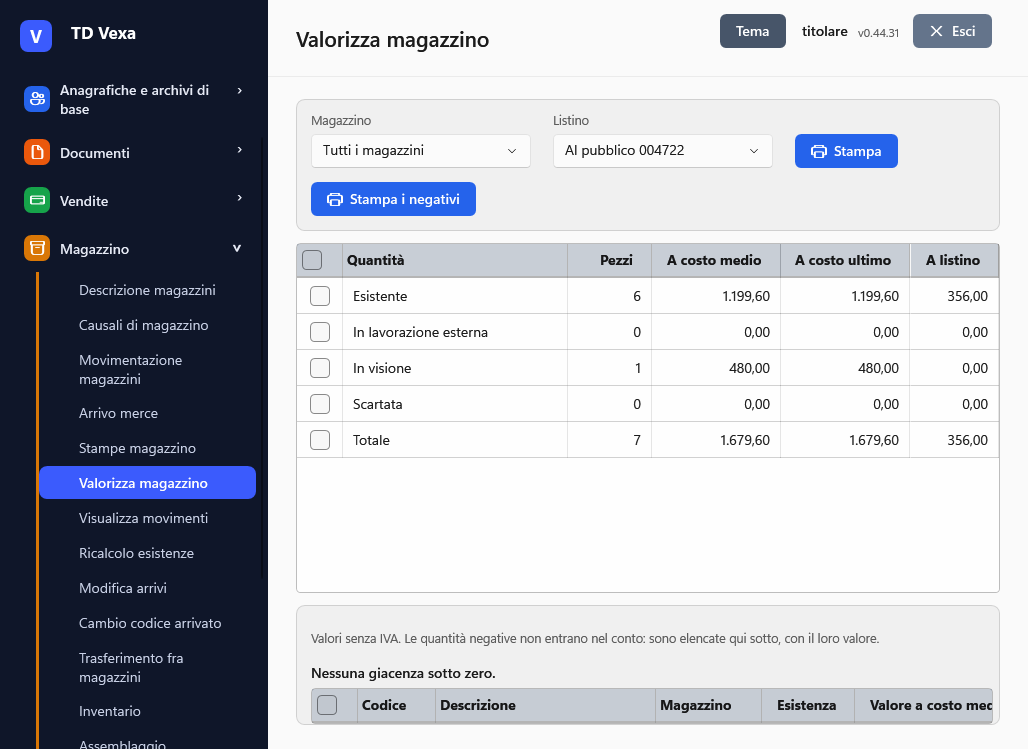 V
TD Vexa
Anagrafiche e archivi di
base
Documenti
Vendite
Magazzino
Descrizione magazzini
Causali di magazzino
Movimentazione
magazzini
Arrivo merce
Stampe magazzino
Valorizza magazzino
Visualizza movimenti
Ricalcolo esistenze
Modifica arrivi
Cambio codice arrivato
Trasferimento fra
magazzini
Inventario
Assemblaggio
Valorizza magazzino
Tema titolare v0.44.31 Esci
Magazzino Listino
Tutti i magazzini Al pubblico 004722 Stampa
Stampa i negativi
Quantità Pezzi A costo medio A costo ultimo A listino
Esistente 6 1.199,60 1.199,60 356,00
In lavorazione esterna 0 0,00 0,00 0,00
In visione 1 480,00 480,00 0,00
Scartata 0 0,00 0,00 0,00
Totale 7 1.679,60 1.679,60 356,00
Valori senza IVA. Le quantità negative non entrano nel conto: sono elencate qui sotto, con il loro valore.
Nessuna giacenza sotto zero.
Codice Descrizione Magazzino Esistenza Valore a costo med